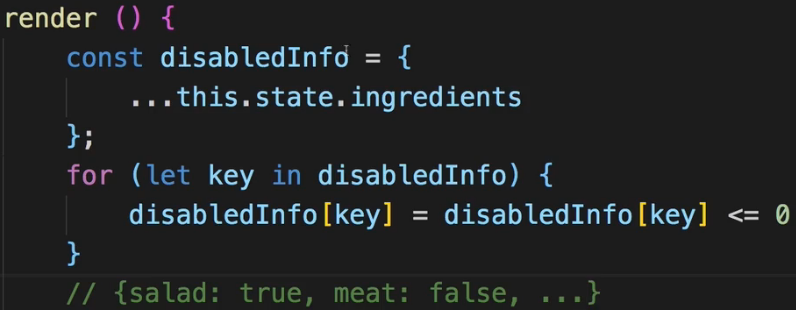 render () {
const disabledInfo = {
...this.state.ingredients
};
for (let key in disabledInfo) {
disabledInfo[key] = disabledInfo[key] <= 0
}
// {salad: true, meat: false, ...}